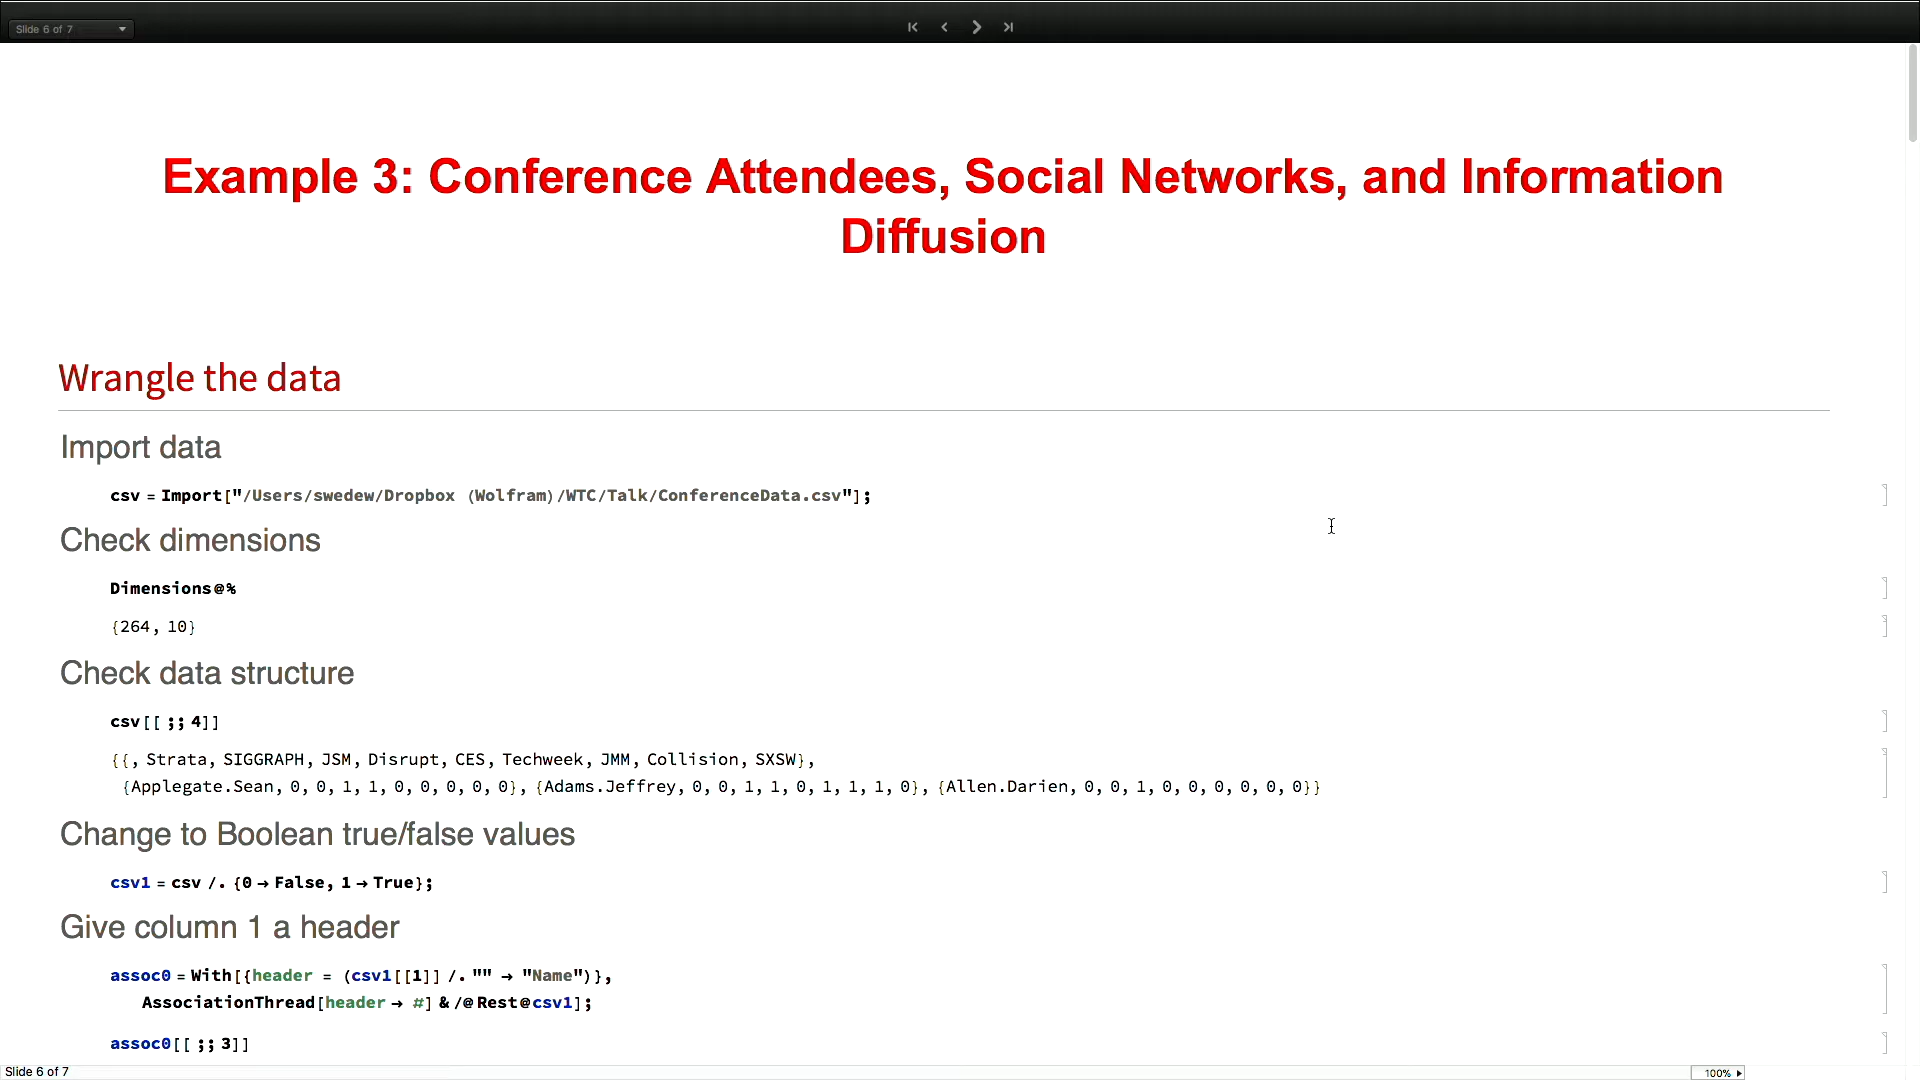 Slide 6 of 7
Example 3: Conference Attendees, Social Networks, and Information
Diffusion
Wrangle the data
Import data
csv = Import["/Users/swedew/Dropbox (Wolfram)/WTC/Talk/ConferenceData.csv"];
Check dimensions
Dimensions@%
{264, 10}
Check data structure
csv[[ ;; 4]]
{{, Strata, SIGGRAPH, JSM, Disrupt, CES, Techweek, JMM, Collision, SXSW},
{Applegate.Sean, 0, 0, 1, 1, 0, 0, 0, 0, 0}, {Adams.Jeffrey, 0, 0, 1, 1, 0, 1, 1, 1, 0}, {Allen.Darien, 0, 0, 1, 0, 0, 0, 0, 0, 0}}
Change to Boolean true/false values
csv1 = csv /. {0 → False, 1 → True};
Give column 1 a header
assoc0 = With[{header = (csv1[[1]] /. "" → "Name")},
AssociationThread[header → #] & /@ Rest@csv1];
assoc0[[ ;; 3]]
Slide 6 of 7
100%